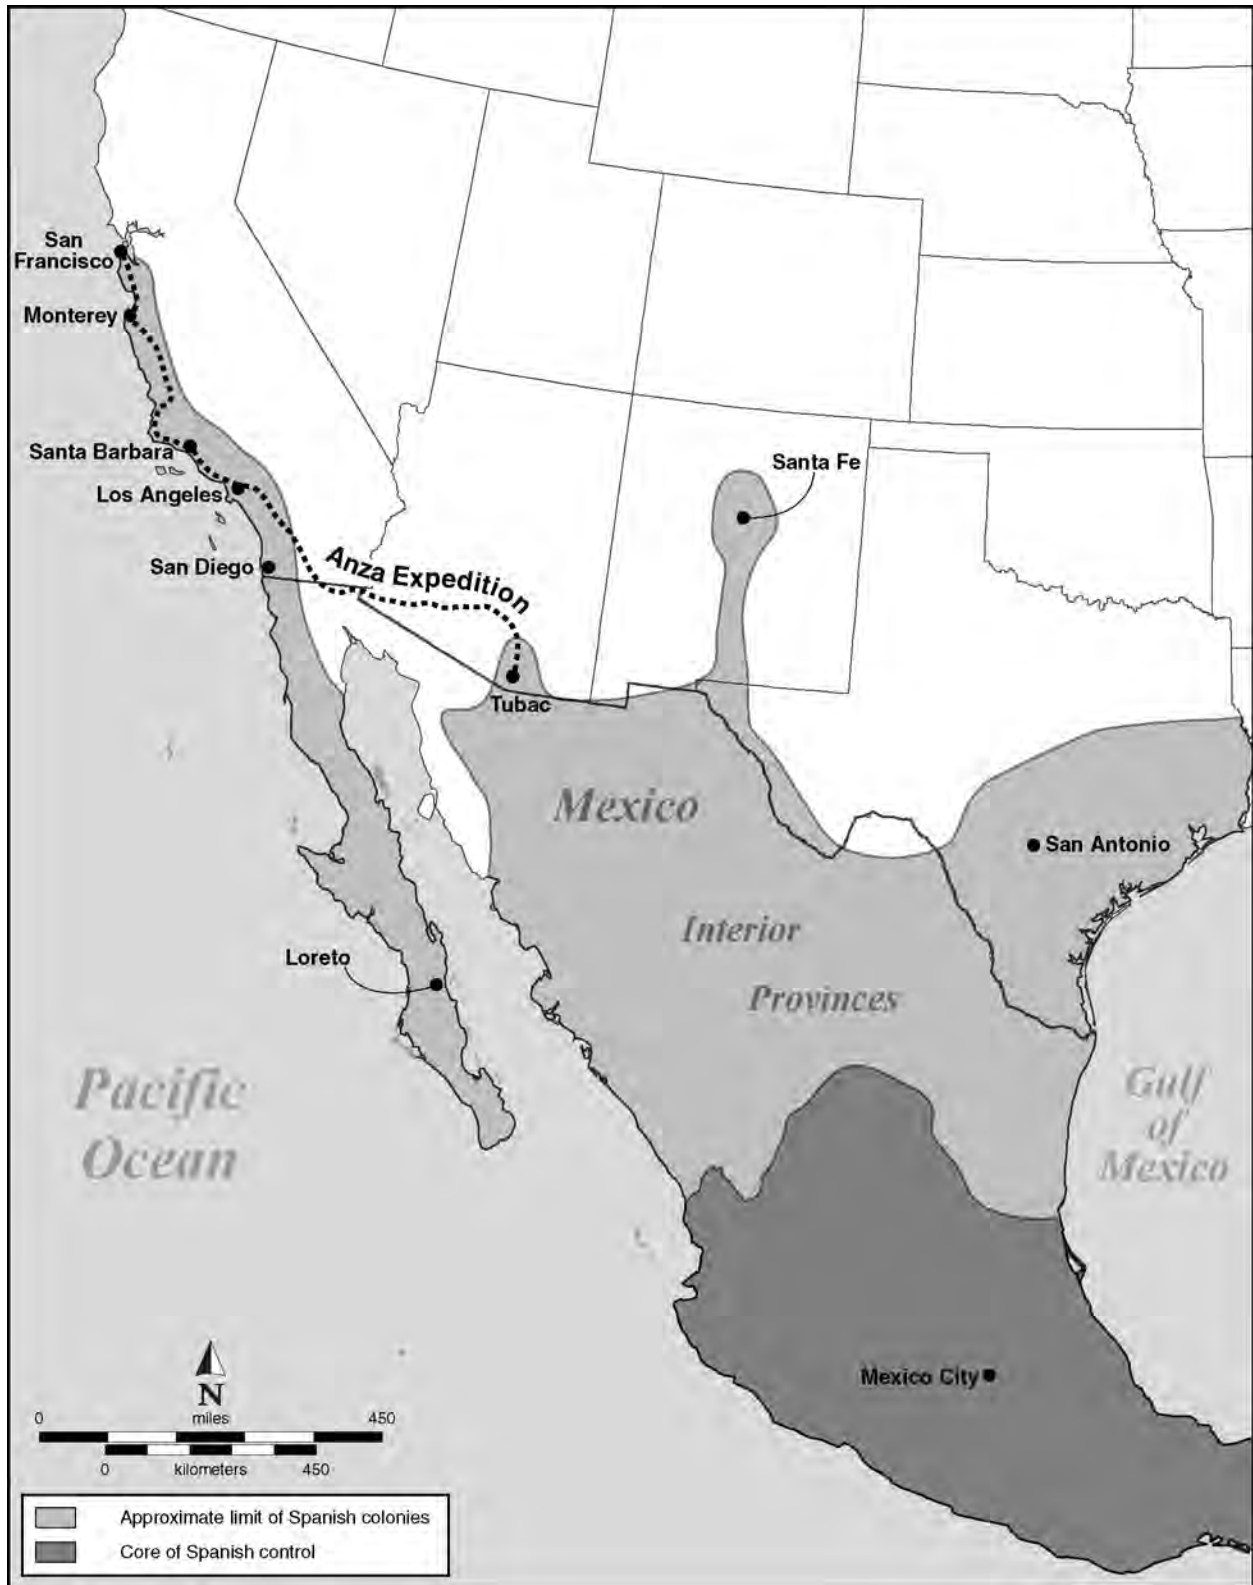 San
Francisco
Monterey
Santa Barbara
Los Angeles
San Diego
Anza Expedition
Tubac
Santa Fe
Mexico
San Antonio
Interior
Provinces
Loreto
Pacific
Ocean
Gulf
of
Mexico
Mexico City
N
0 miles 450
0 kilometers 450
Approximate limit of Spanish colonies
Core of Spanish control